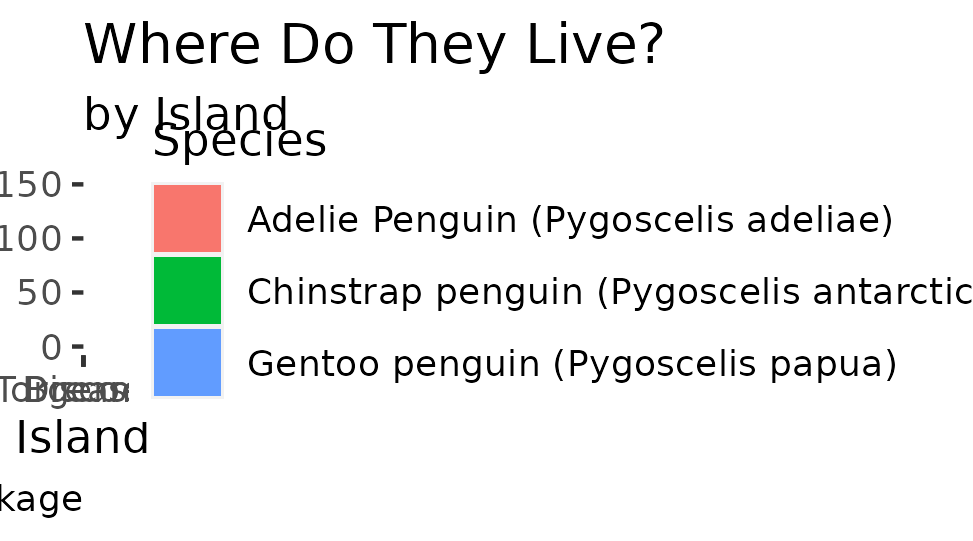 Where Do They Live?
by Island
Species
150
100
50
0
Adelie Penguin (Pygoscelis adeliae)
Chinstrap penguin (Pygoscelis antarctic
Gentoo penguin (Pygoscelis papua)
Island
kage